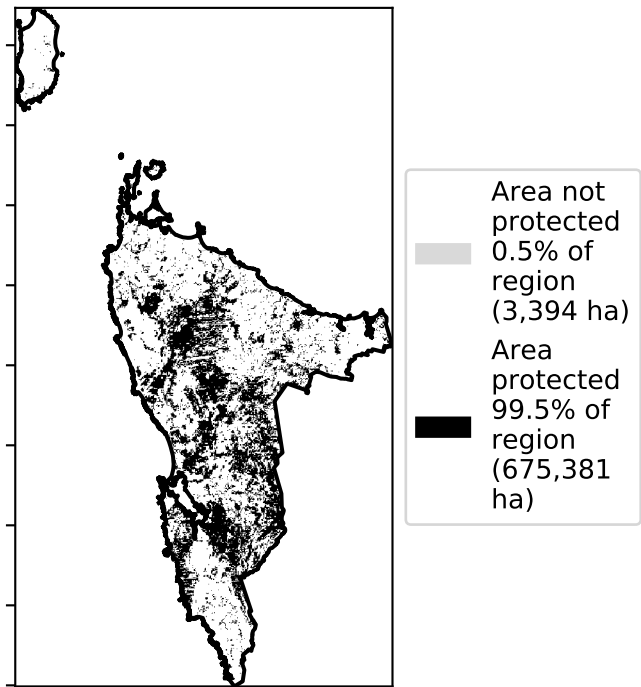 Area not
protected
0.5% of
region
(3,394 ha)
Area
protected
99.5% of
region
(675,381
ha)